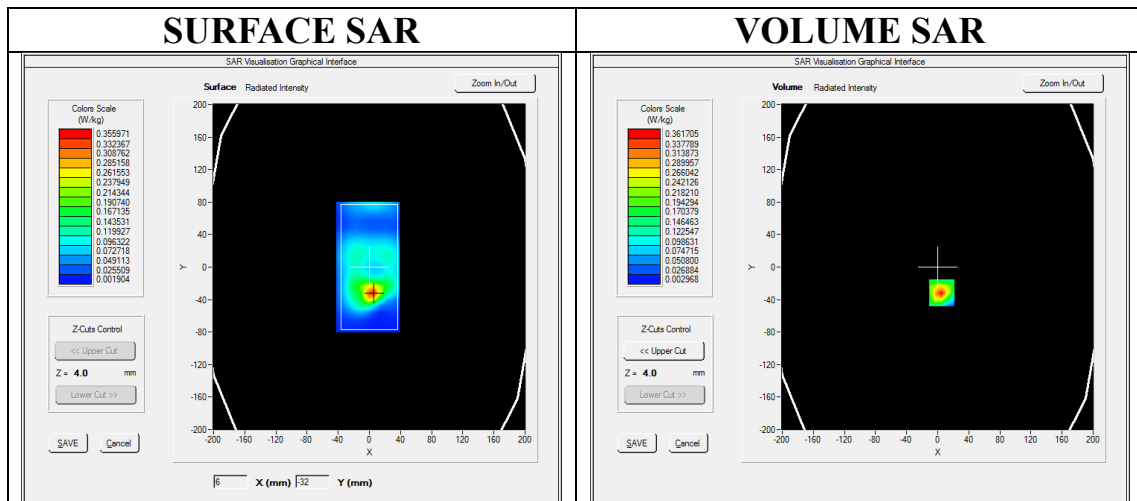 SURFACE SAR
SAR Visualisation Graphical Interface
Surface Radiated Intensity
Zoom In/Out
Colors Scale
(W/kg)
0.355971
0.332367
0.308762
0.285158
0.261553
0.237949
0.214344
0.190740
0.167135
0.143531
0.119927
0.096322
0.072718
0.049113
0.025509
0.001904
Z-Cuts Control
<< Upper Cut
Z = 4.0 mm
Lower Cut >>
SAVE Cancel
200
160
120
80
40
0
-40
-80
-120
-160
-200
Y
-200 -160 -120 -80 -40 0 40 80 120 160 200
X
6 X (mm) -32 Y (mm)
VOLUME SAR
SAR Visualisation Graphical Interface
Volume Radiated Intensity
Zoom In/Out
Colors Scale
(W/kg)
0.361705
0.337789
0.313873
0.289957
0.266042
0.242126
0.218210
0.194294
0.170379
0.146463
0.122547
0.098631
0.074715
0.050800
0.026884
0.002968
Z-Cuts Control
<< Upper Cut
Z = 4.0 mm
Lower Cut >>
SAVE Cancel
200
160
120
80
40
0
-40
-80
-120
-160
-200
Y
-200 -160 -120 -80 -40 0 40 80 120 160 200
X